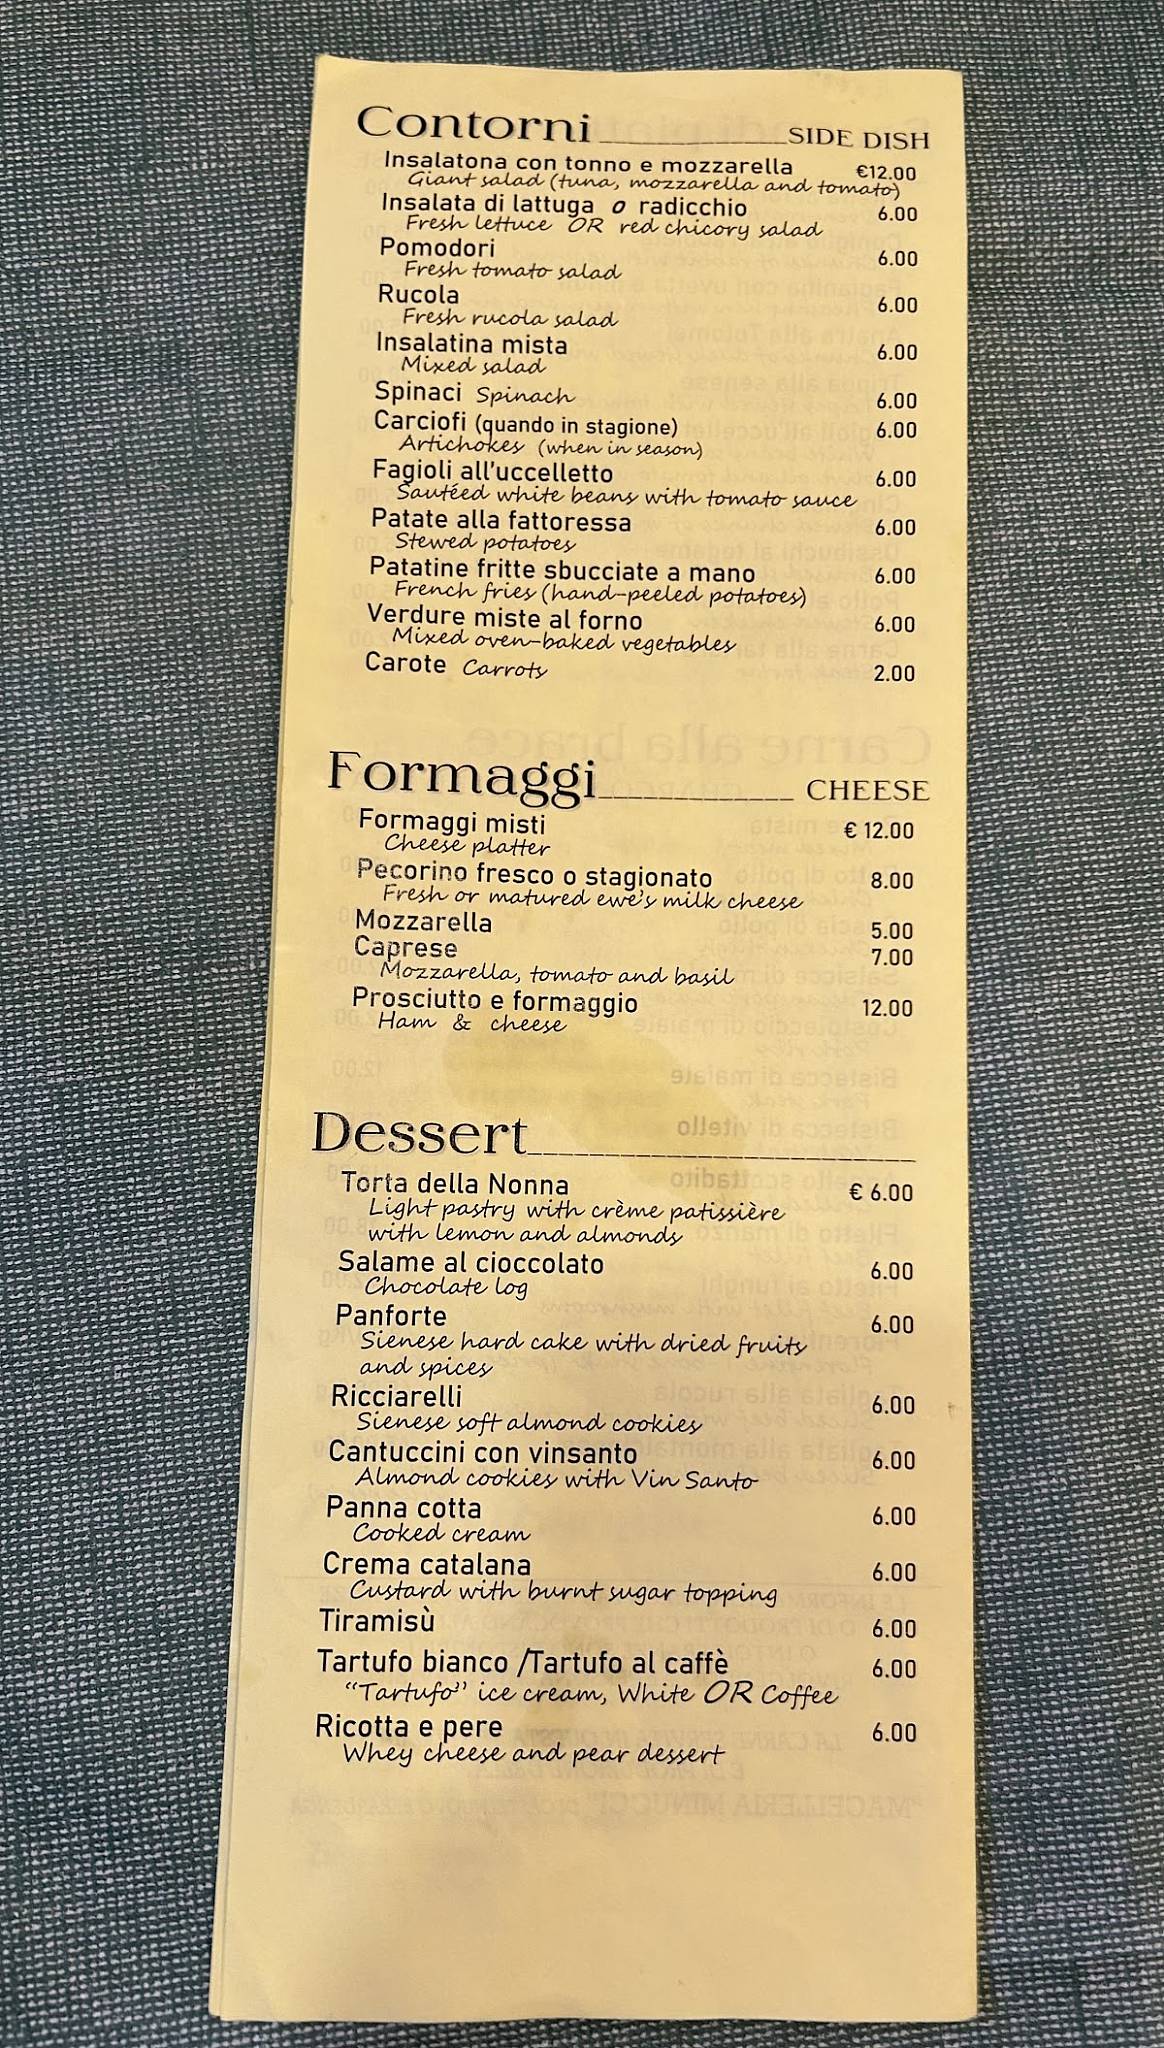 Contorni SIDE DISH
Insalatona con tonno e mozzarella €12.00
Giant salad (tuna, mozzarella and tomato)
Insalata di lattuga o radicchio 6.00
Fresh lettuce OR red chicory salad
Pomodori 6.00
Fresh tomato salad
Rucola 6.00
Fresh rucola salad
Insalatina mista 6.00
Mixed salad
Spinaci Spinach 6.00
Carciofi (quando in stagione) 6.00
Artichokes (when in season)
Fagioli all'uccelletto 6.00
Sautéed white beans with tomato sauce
Patate alla fattoressa 6.00
Stewed potatoes
Patatine fritte sbucciate a mano 6.00
French fries (hand-peeled potatoes)
Verdure miste al forno 6.00
Mixed oven-baked vegetables
Carote Carrots 2.00
Formaggi CHEESE
Formaggi misti € 12.00
Cheese platter
Pecorino fresco o stagionato 8.00
Fresh or matured ewe's milk cheese
Mozzarella 5.00
Caprese 7.00
Mozzarella, tomato and basil
Prosciutto e formaggio 12.00
Ham & cheese
Dessert
Torta della Nonna € 6.00
Light pastry with crème patissière
with lemon and almonds
Salame al cioccolato 6.00
Chocolate log
Panforte 6.00
Sienese hard cake with dried fruits
and spices
Ricciarelli 6.00
Sienese soft almond cookies
Cantuccini con vinsanto 6.00
Almond cookies with Vin Santo
Panna cotta 6.00
Cooked cream
Crema catalana 6.00
Custard with burnt sugar topping
Tiramisù 6.00
Tartufo bianco /Tartufo al caffè 6.00
"Tartufo" ice cream, White OR Coffee
Ricotta e pere 6.00
Whey cheese and pear dessert